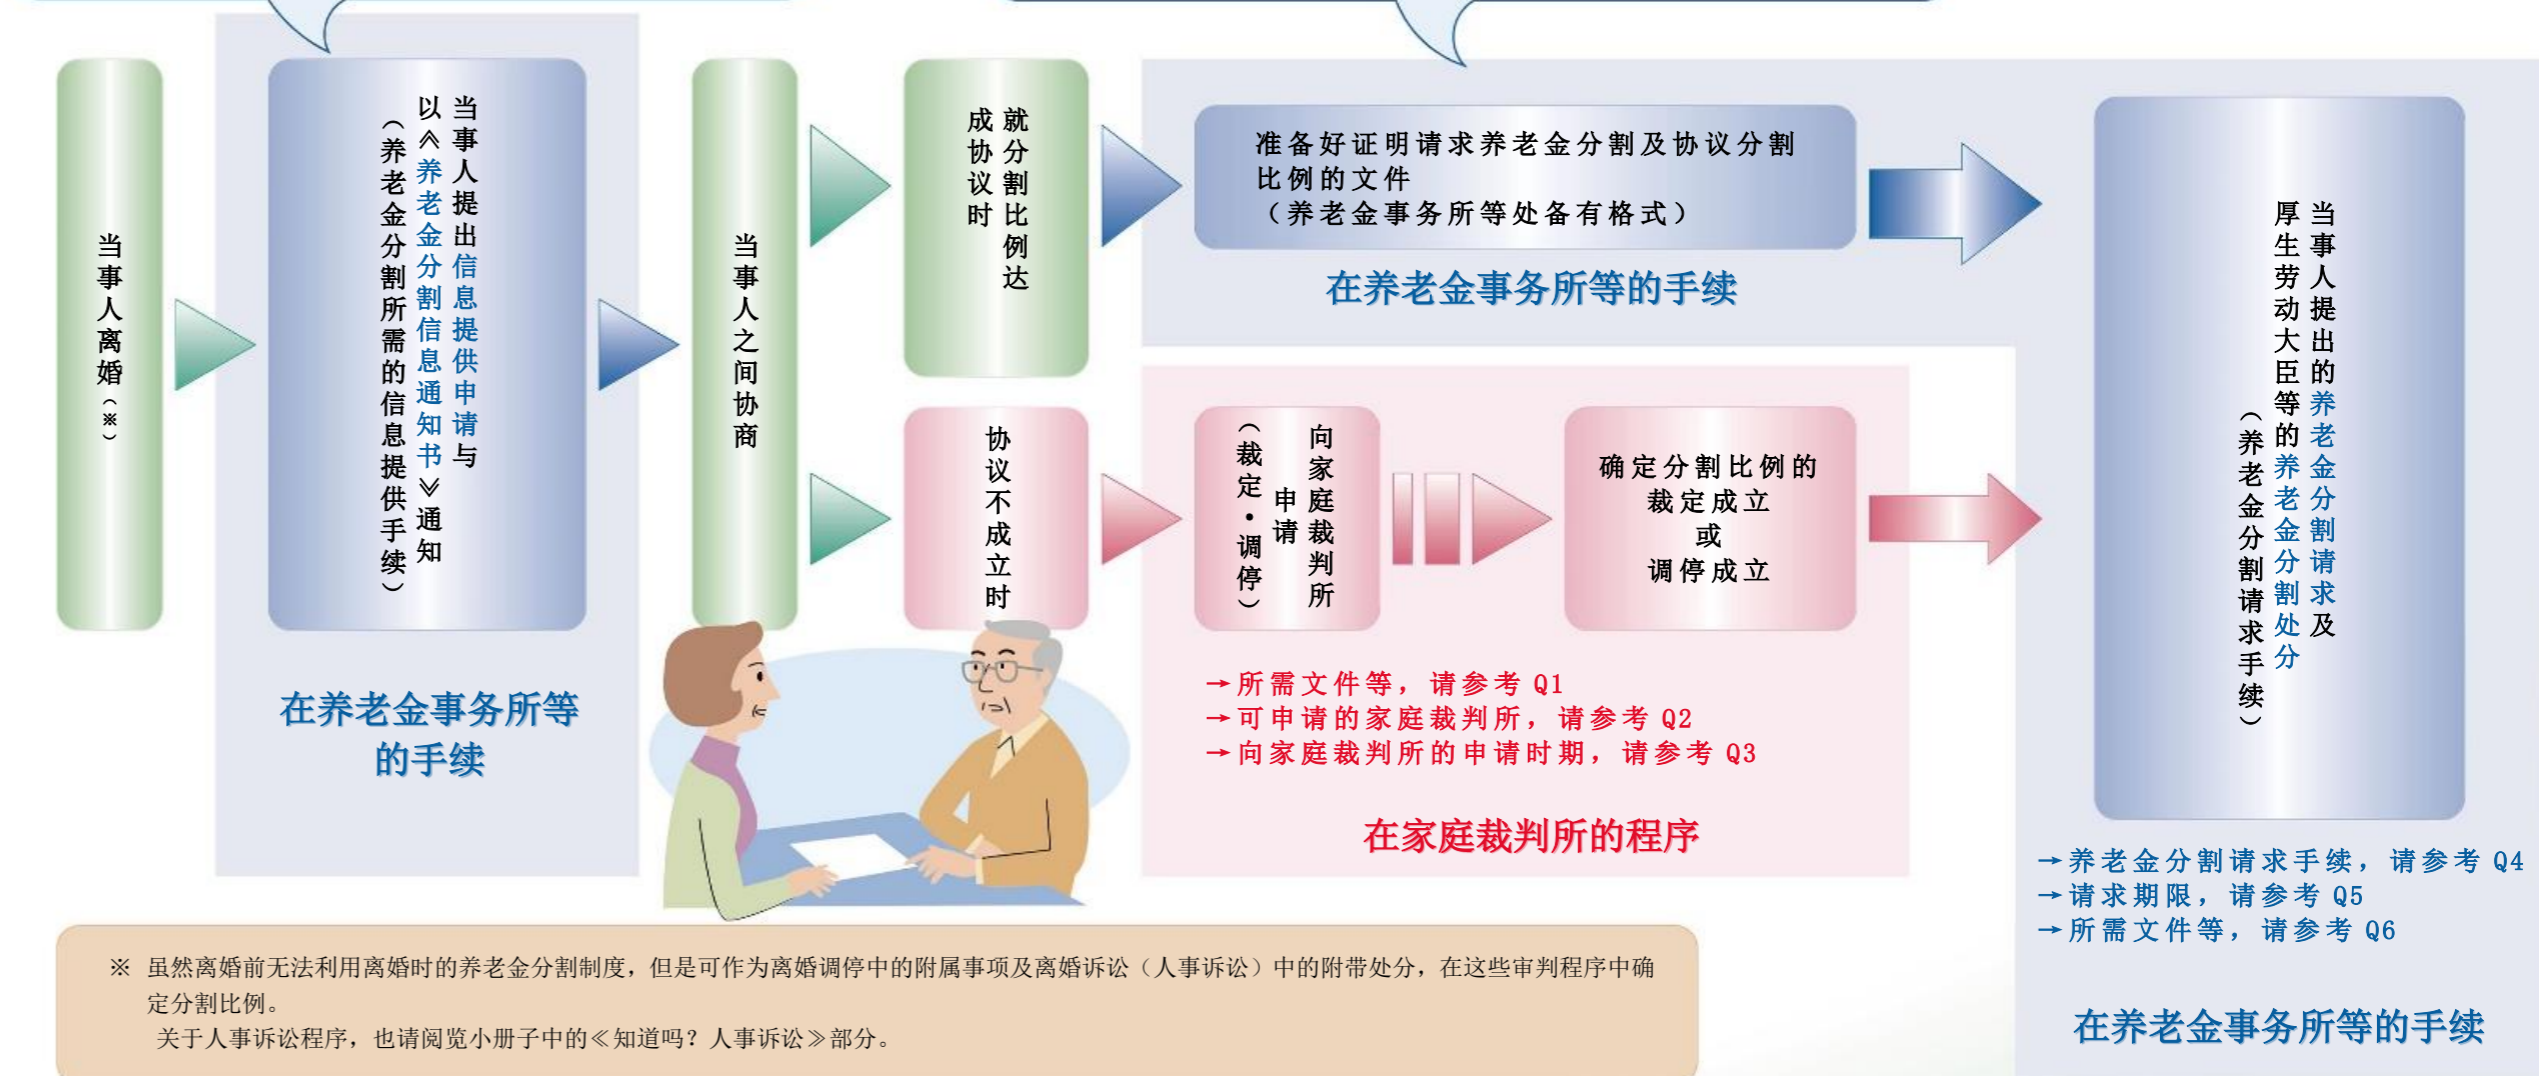 当事人离婚（※）
当事人提出信息提供申请与
以≪养老金分割信息通知书≫通知
（养老金分割所需的信息提供手续）
在养老金事务所等
的手续
当事人之间协商
就分割比例达
成协议时
准备好证明请求养老金分割及协议分割
比例的文件
（养老金事务所等处备有格式）
在养老金事务所等的手续
协议不成立时
向家庭裁判所
申请
（裁定・调停）
确定分割比例的
裁定成立
或
调停成立
→所需文件等，请参考 Q1
→可申请的家庭裁判所，请参考 Q2
→向家庭裁判所的申请时期，请参考 Q3
在家庭裁判所的程序
当事人提出的养老金分割请求及
厚生劳动大臣等的养老金分割处分
（养老金分割请求手续）
→养老金分割请求手续，请参考 Q4
→请求期限，请参考 Q5
→所需文件等，请参考 Q6
在养老金事务所等的手续
※ 虽然离婚前无法利用离婚时的养老金分割制度，但是可作为离婚调停中的附属事项及离婚诉讼（人事诉讼）中的附带处分，在这些审判程序中确
定分割比例。
关于人事诉讼程序，也请阅览小册子中的≪知道吗？人事诉讼≫部分。